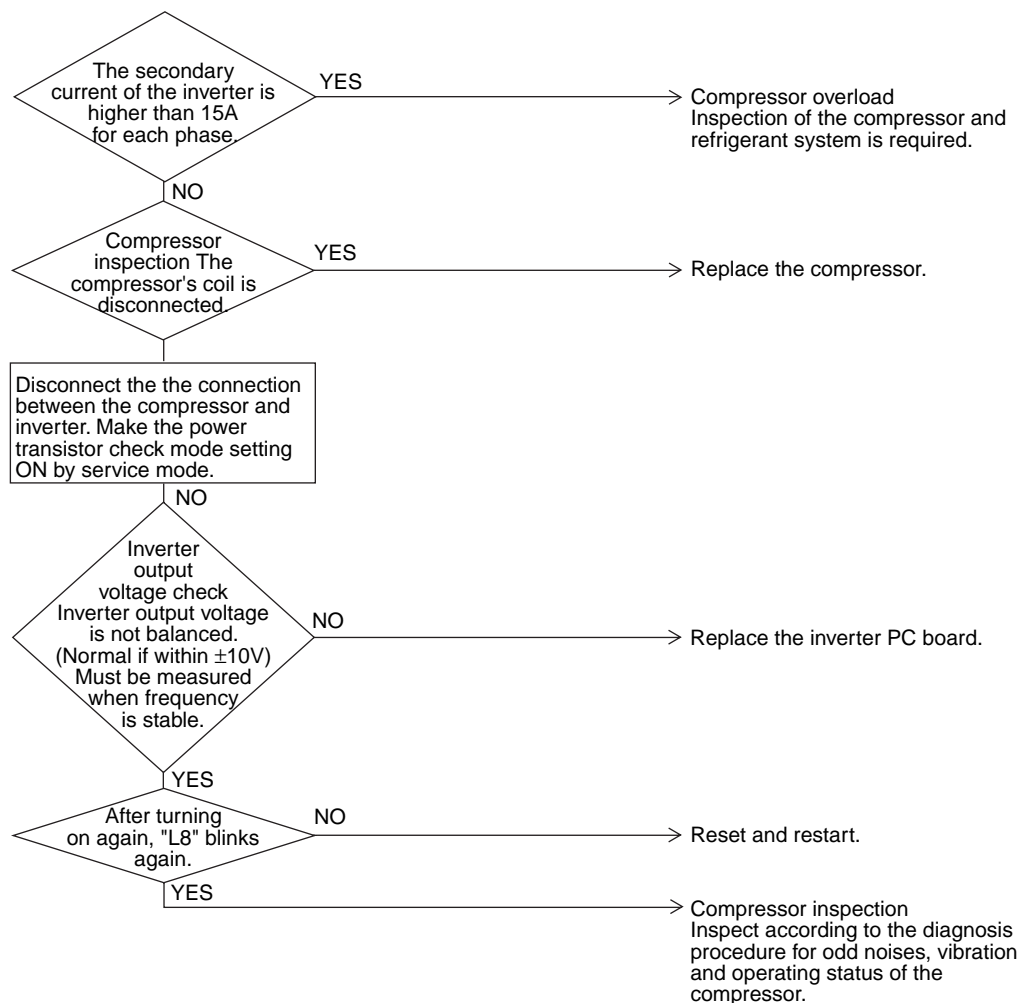 The secondary
current of the inverter is
higher than 15A
for each phase.
YES
Compressor overload
Inspection of the compressor and
refrigerant system is required.
NO
Compressor
inspection The
compressor's coil is
disconnected.
YES
Replace the compressor.
Disconnect the the connection
between the compressor and
inverter. Make the power
transistor check mode setting
ON by service mode.
NO
Inverter
output
voltage check
Inverter output voltage
is not balanced.
(Normal if within ±10V)
Must be measured
when frequency
is stable.
NO
Replace the inverter PC board.
YES
After turning
on again, "L8" blinks
again.
NO
Reset and restart.
YES
Compressor inspection
Inspect according to the diagnosis
procedure for odd noises, vibration
and operating status of the
compressor.